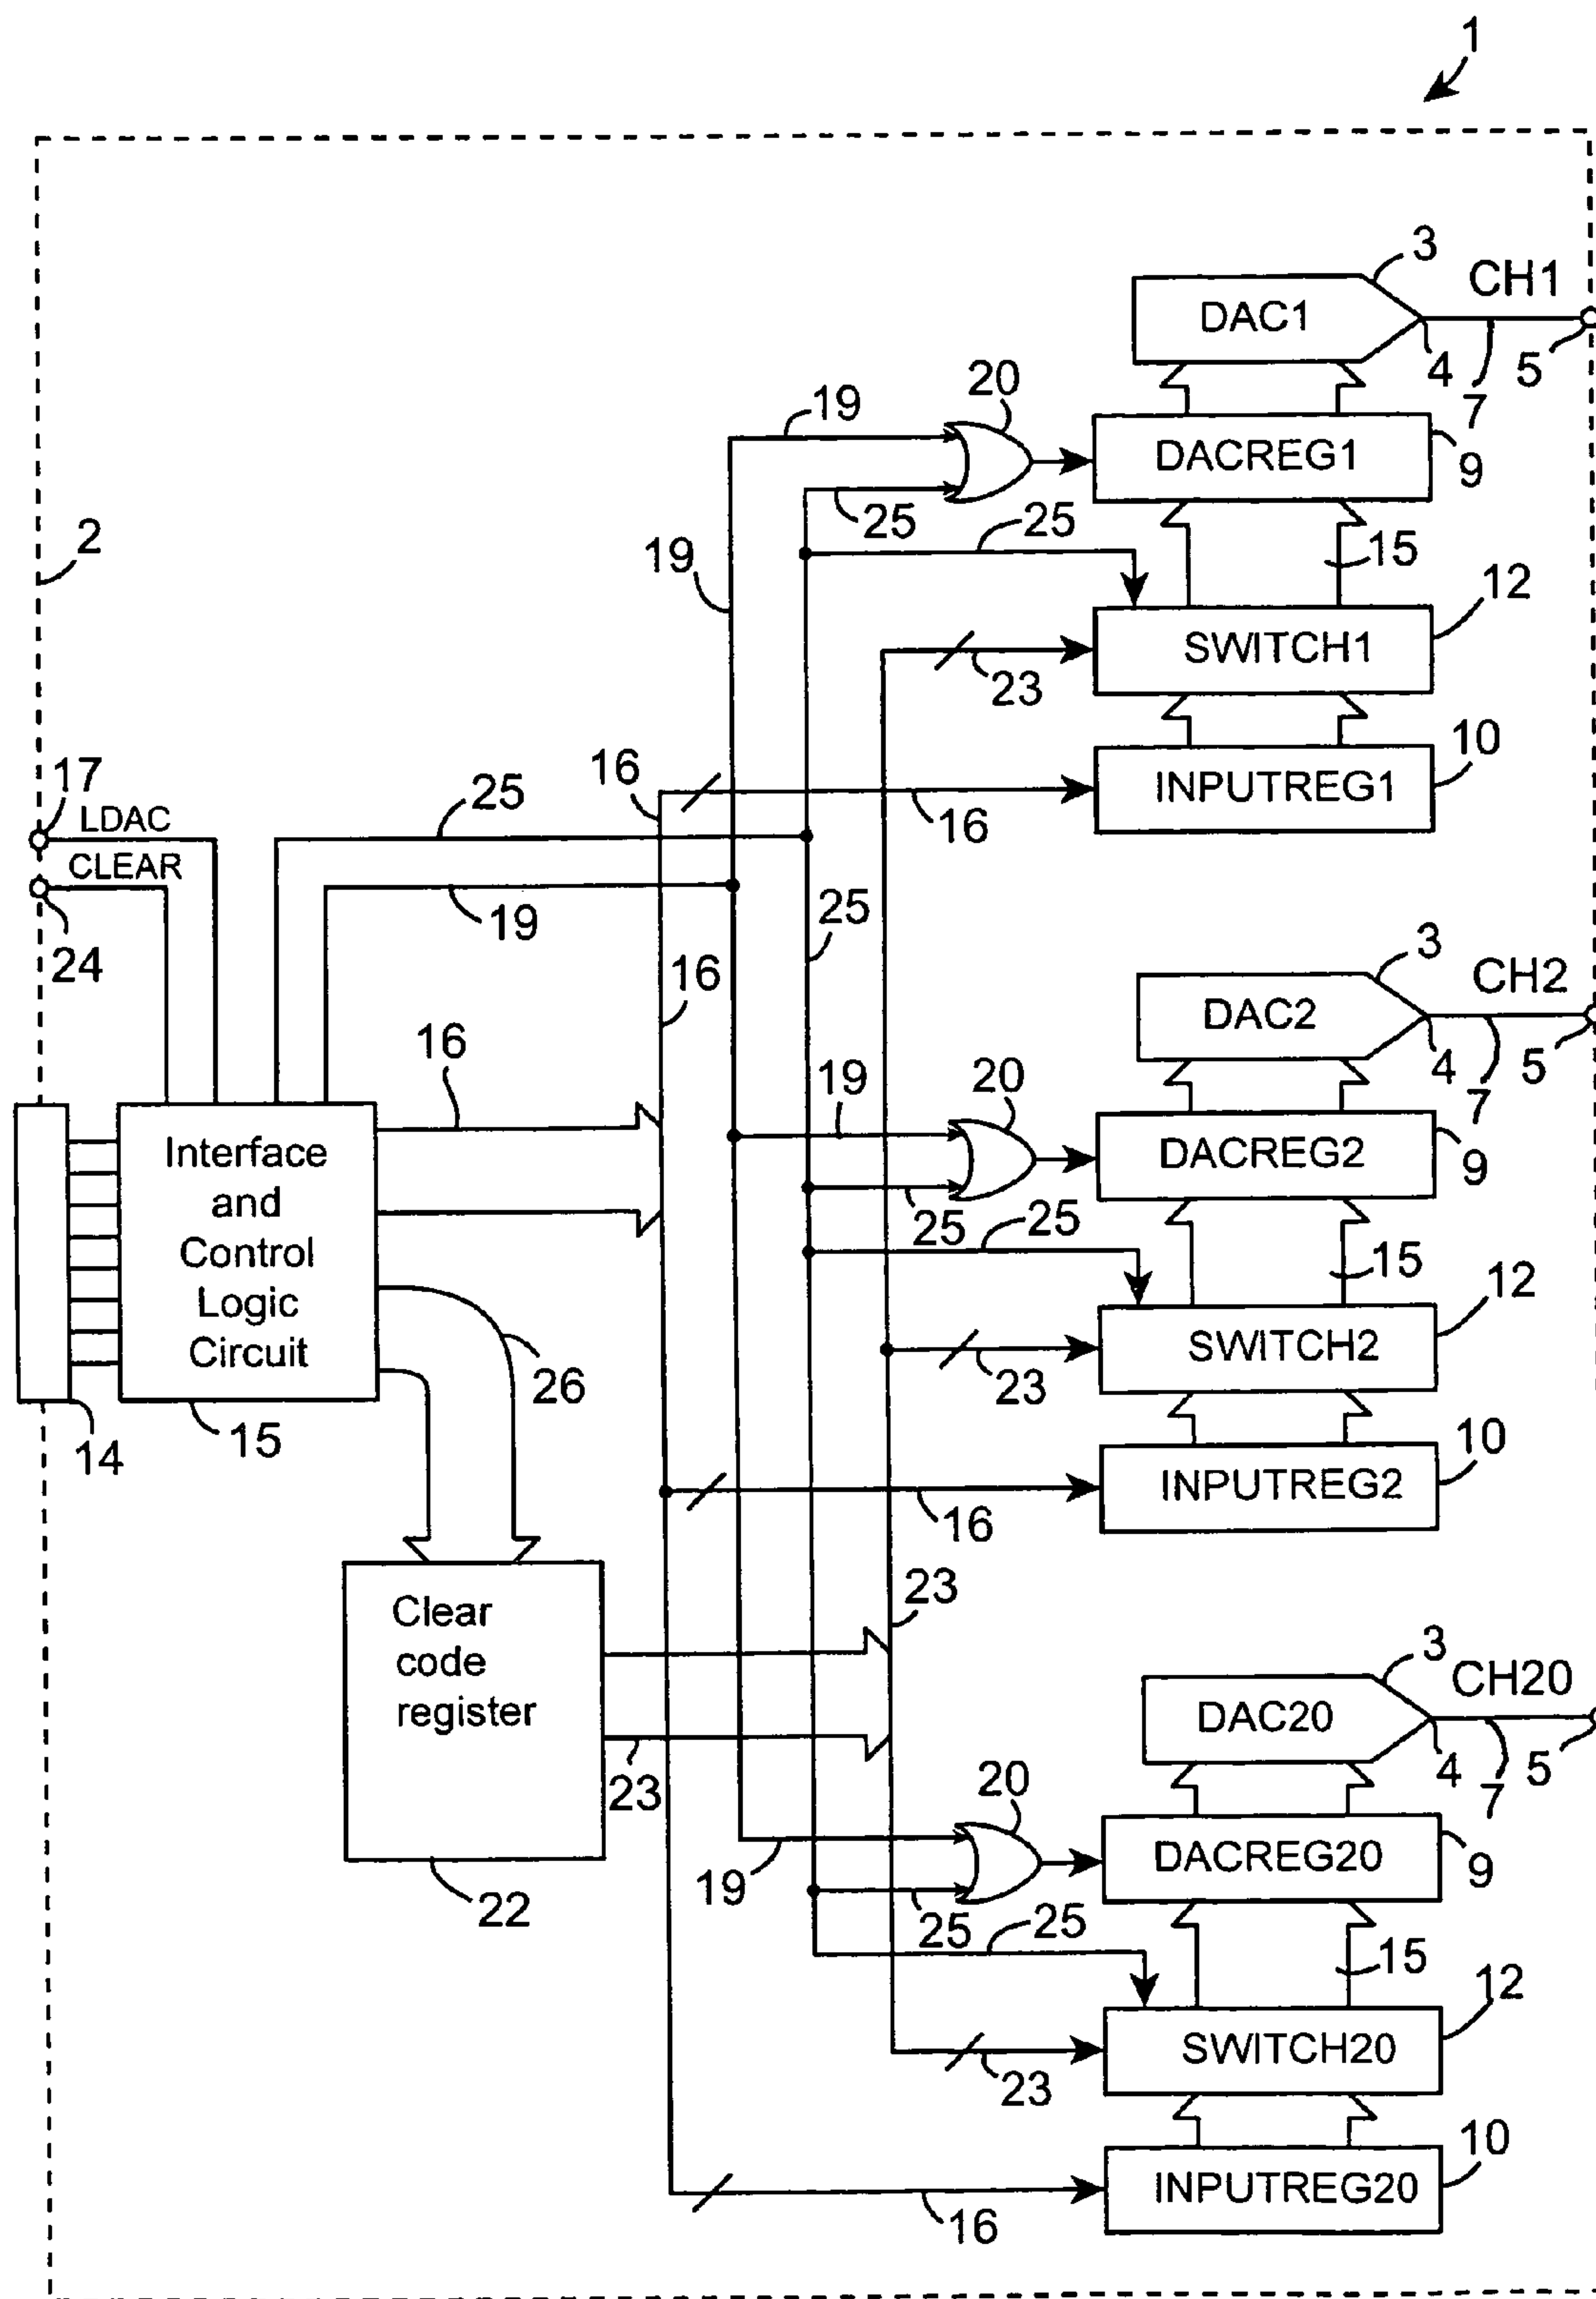 1
3
CH1
DAC1
4
7
5
20
19
DACREG1
9
25
25
2
19
15
12
SWITCH1
23
16
10
INPUTREG1
16
17
LDAC
25
CLEAR
19
24
25
16
3
CH2
DAC2
4
7
5
16
19
20
DACREG2
9
25
25
Interface
and
Control
Logic
Circuit
15
12
SWITCH2
23
26
14
15
10
INPUTREG2
16
23
Clear
code
register
3
CH20
DAC20
4
7
5
23
20
19
DACREG20
9
22
25
25
15
12
SWITCH20
23
10
INPUTREG20
16